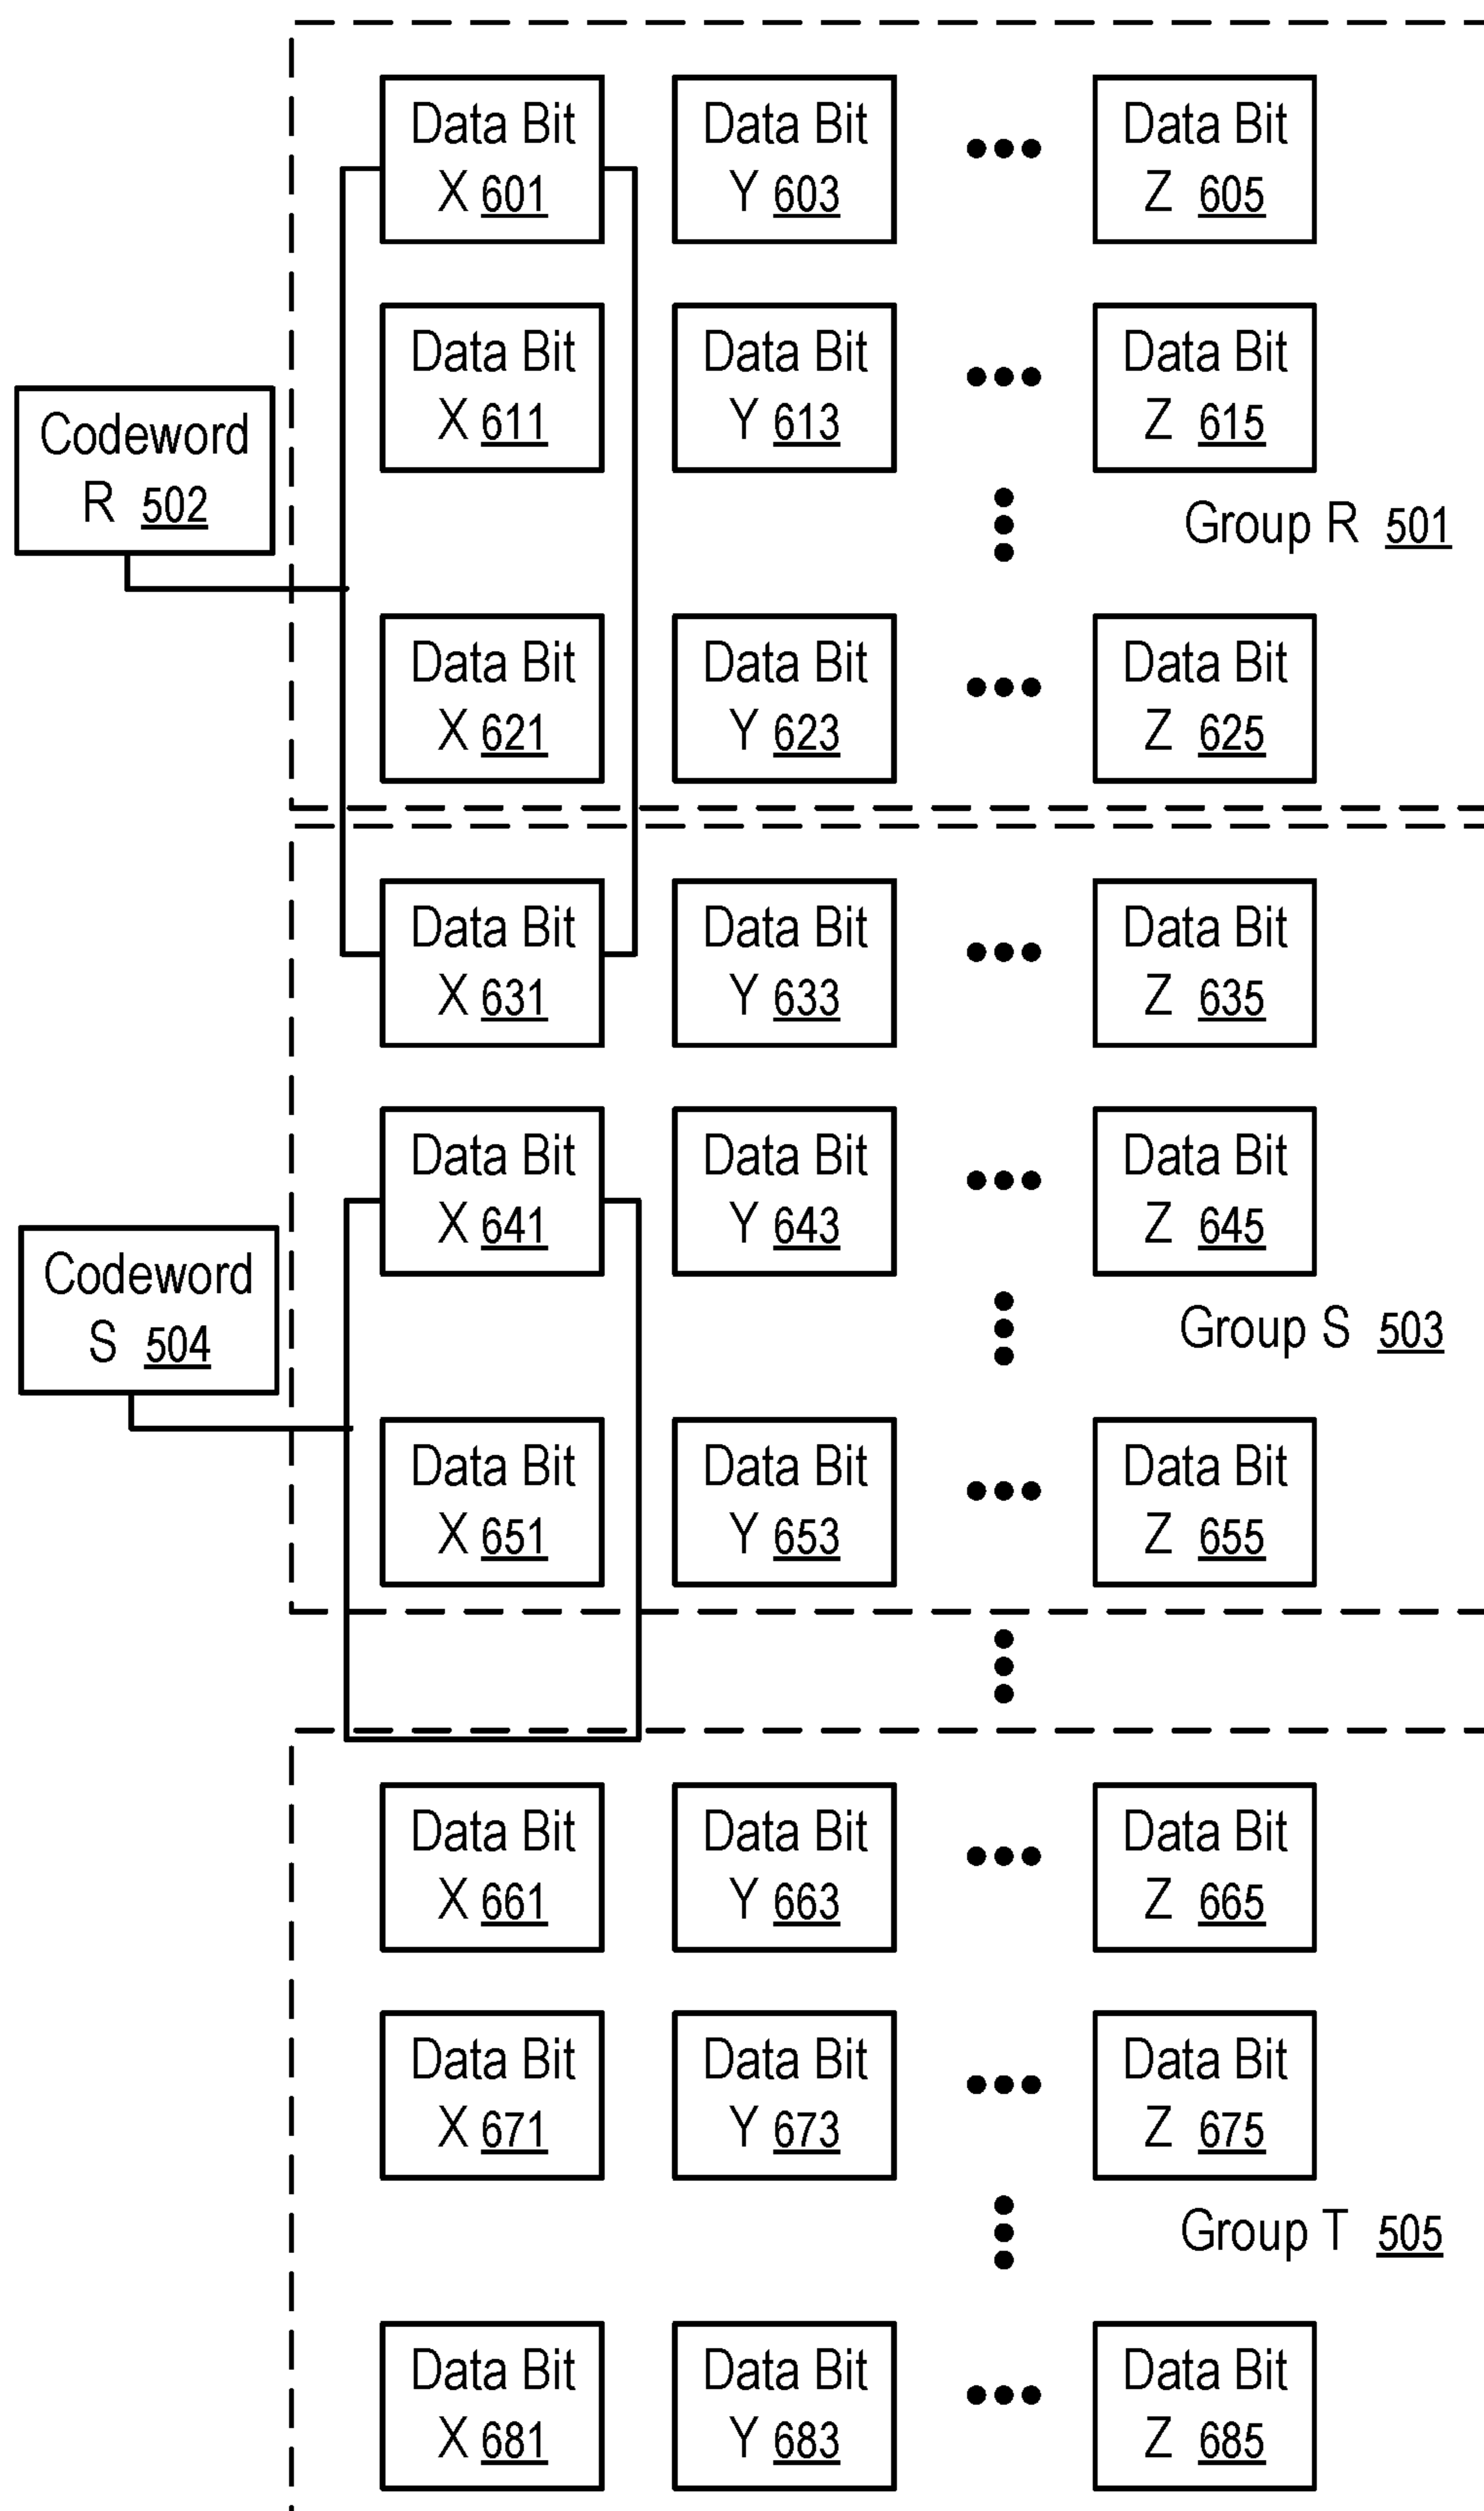 Data Bit
X 601
Data Bit
Y 603
Data Bit
Z 605
Data Bit
X 611
Data Bit
Y 613
Data Bit
Z 615
Codeword
R 502
Group R 501
Data Bit
X 621
Data Bit
Y 623
Data Bit
Z 625
Data Bit
X 631
Data Bit
Y 633
Data Bit
Z 635
Data Bit
X 641
Data Bit
Y 643
Data Bit
Z 645
Codeword
S 504
Group S 503
Data Bit
X 651
Data Bit
Y 653
Data Bit
Z 655
Data Bit
X 661
Data Bit
Y 663
Data Bit
Z 665
Data Bit
X 671
Data Bit
Y 673
Data Bit
Z 675
Group T 505
Data Bit
X 681
Data Bit
Y 683
Data Bit
Z 685